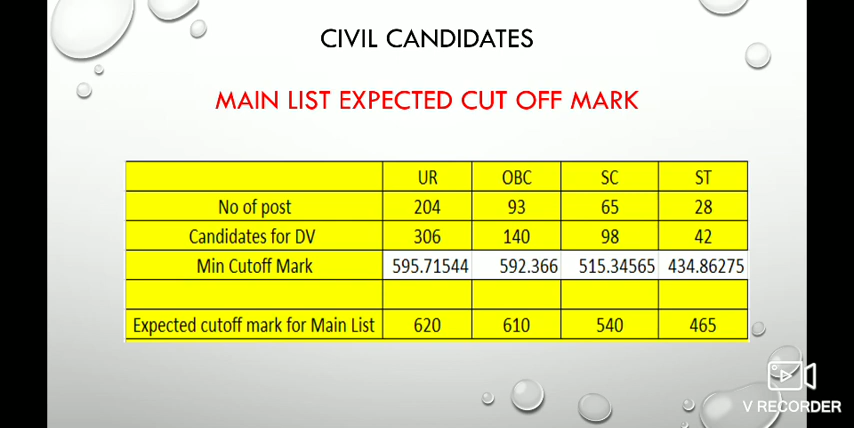 CIVIL CANDIDATES
MAIN LIST EXPECTED CUT OFF MARK
UR OBC SC ST
No of post 204 93 65 28
Candidates for DV 306 140 98 42
Min Cutoff Mark 595.71544 592.366 515.34565 434.86275
Expected cutoff mark for Main List 620 610 540 465
V RECORDER